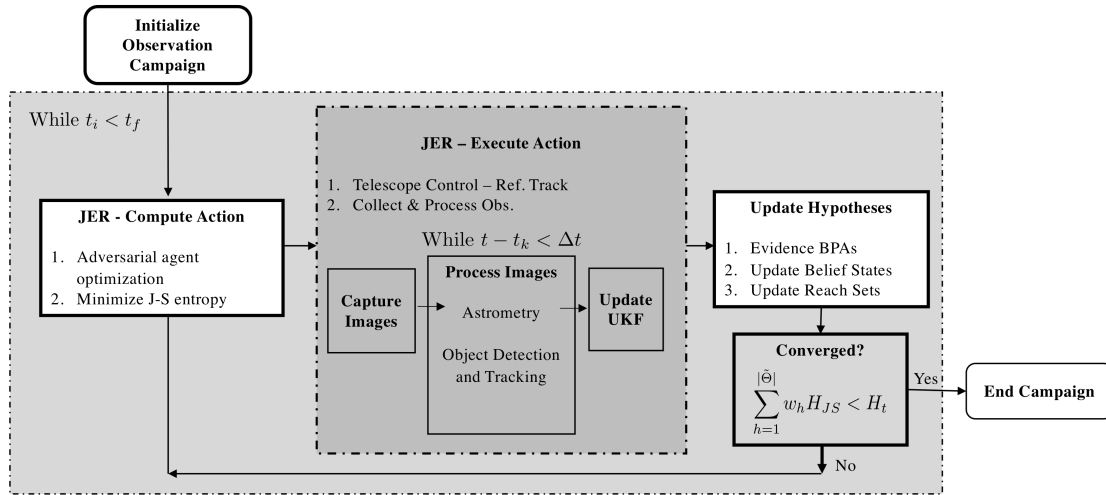 Initialize
Observation
Campaign
While $t_i < t_f$
JER - Compute Action
1. Adversarial agent
optimization
2. Minimize J-S entropy
JER – Execute Action
1. Telescope Control – Ref. Track
2. Collect & Process Obs.
While $t - t_k < \Delta t$
Capture
Images
Process Images
Astrometry
Object Detection
and Tracking
Update
UKF
Update Hypotheses
1. Evidence BPAs
2. Update Belief States
3. Update Reach Sets
Converged?
$\sum_{h=1}^{|\tilde{\Theta}|} w_h H_{JS} < H_t$
Yes
End Campaign
No